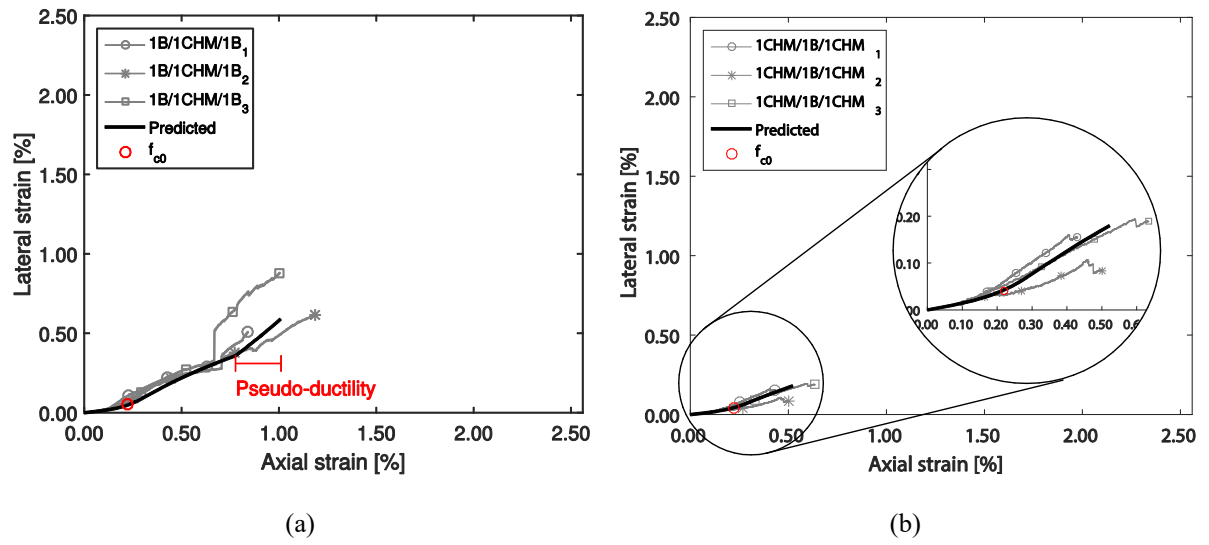 2.50
2.00
1.50
1.00
0.50
0.00
Lateral strain [%]
1B/1CHM/1B1
1B/1CHM/1B2
1B/1CHM/1B3
Predicted
fc0
Pseudo-ductility
0.00 0.50 1.00 1.50 2.00 2.50
Axial strain [%]
(a)
2.50
2.00
1.50
1.00
0.50
0.00
Lateral strain [%]
1CHM/1B/1CHM 1
1CHM/1B/1CHM 2
1CHM/1B/1CHM 3
Predicted
fc0
0.20
0.10
.00
0.00 0.10 0.20 0.30 0.40 0.50 0.6
0.00 0.50 1.00 1.50 2.00 2.50
Axial strain [%]
(b)